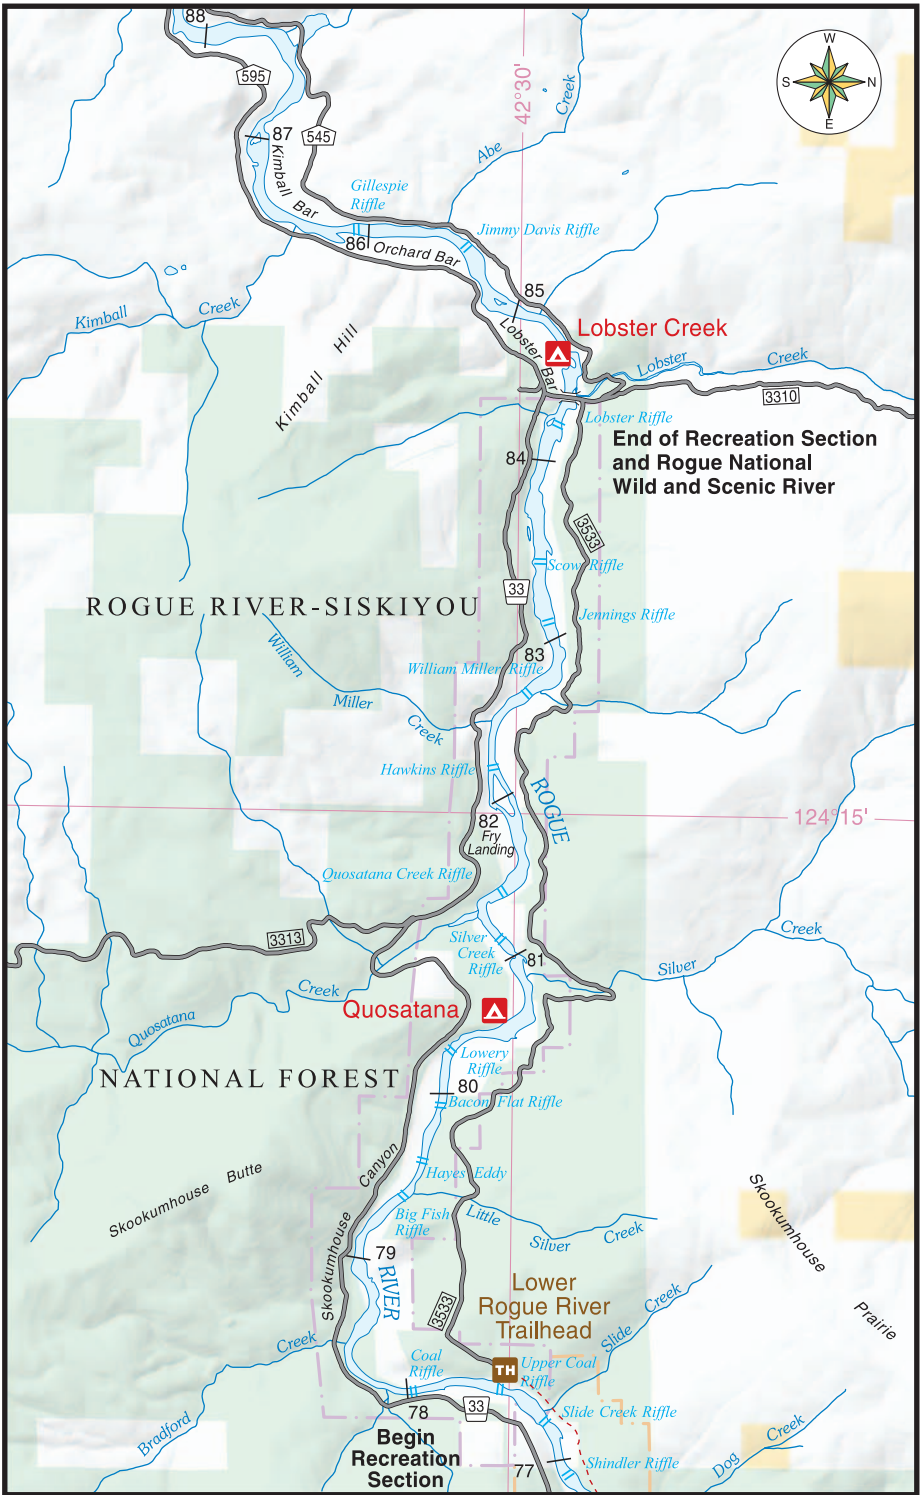 88
W
S
N
E
595
42°30'
Creek
87
545
Abe
Kimball
Bar
Gillespie
Riffle
86
Orchard Bar
Jimmy Davis Riffle
85
Kimball
Creek
Kimball Hill
Lobster Bar
Lobster Creek
Lobster
Creek
3310
Lobster Riffle
End of Recreation Section
and Rogue National
Wild and Scenic River
84
3533
Scow Riffle
33
ROGUE RIVER-SISKIYOU
Jennings Riffle
83
William
Miller
Creek
William Miller Riffle
Hawkins Riffle
ROGUE
82
Fry
Landing
124°15'
Quosatana Creek Riffle
3313
Silver
Creek
Riffle
81
Silver
Creek
Quosatana
Creek
Quosatana
Lowery
Riffle
NATIONAL FOREST
80
Bacon Flat Riffle
Canyon
Skookumhouse Butte
Hayes Eddy
Big Fish
Riffle
Little
Silver
Creek
Skookumhouse
Prairie
Skookumhouse
79
RIVER
3533
Lower
Rogue River
Trailhead
Slide
Creek
Creek
Bradford
Coal
Riffle
TH
Upper Coal
Riffle
78
33
Slide Creek Riffle
Begin
Recreation
Section
77
Shindler Riffle
Dog
Creek